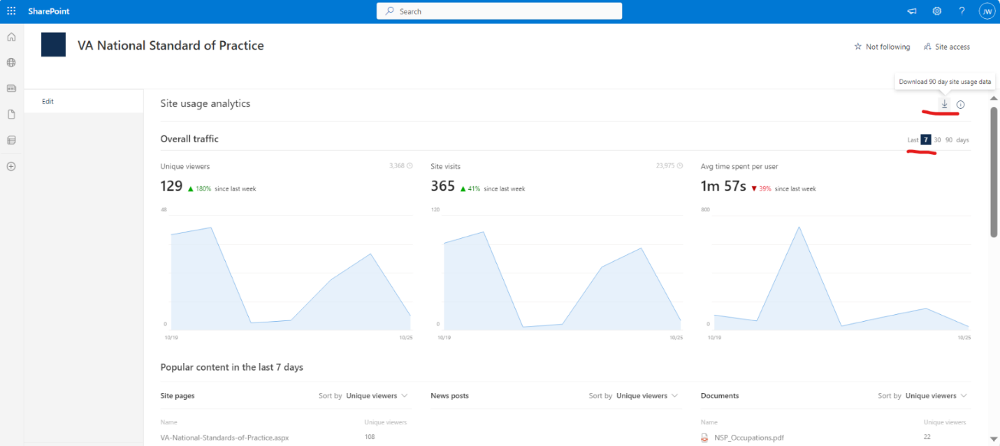 SharePoint
Search
JW
VA National Standard of Practice
Not following
Site access
Download 90 day site usage data
Edit
Site usage analytics
Overall traffic
Last 7 30 90 days
Unique viewers
3,368
129 ▲ 180% since last week
48
0
10/19 10/25
Site visits
23,975
365 ▲ 41% since last week
120
0
10/19 10/25
Avg time spent per user
1m 57s ▼ 39% since last week
800
0
10/19 10/25
Popular content in the last 7 days
Site pages Sort by Unique viewers
Name Unique viewers
VA-National-Standards-of-Practice.aspx 108
News posts Sort by Unique viewers
Documents Sort by Unique viewers
Name Unique viewers
NSP_Occupations.pdf 22